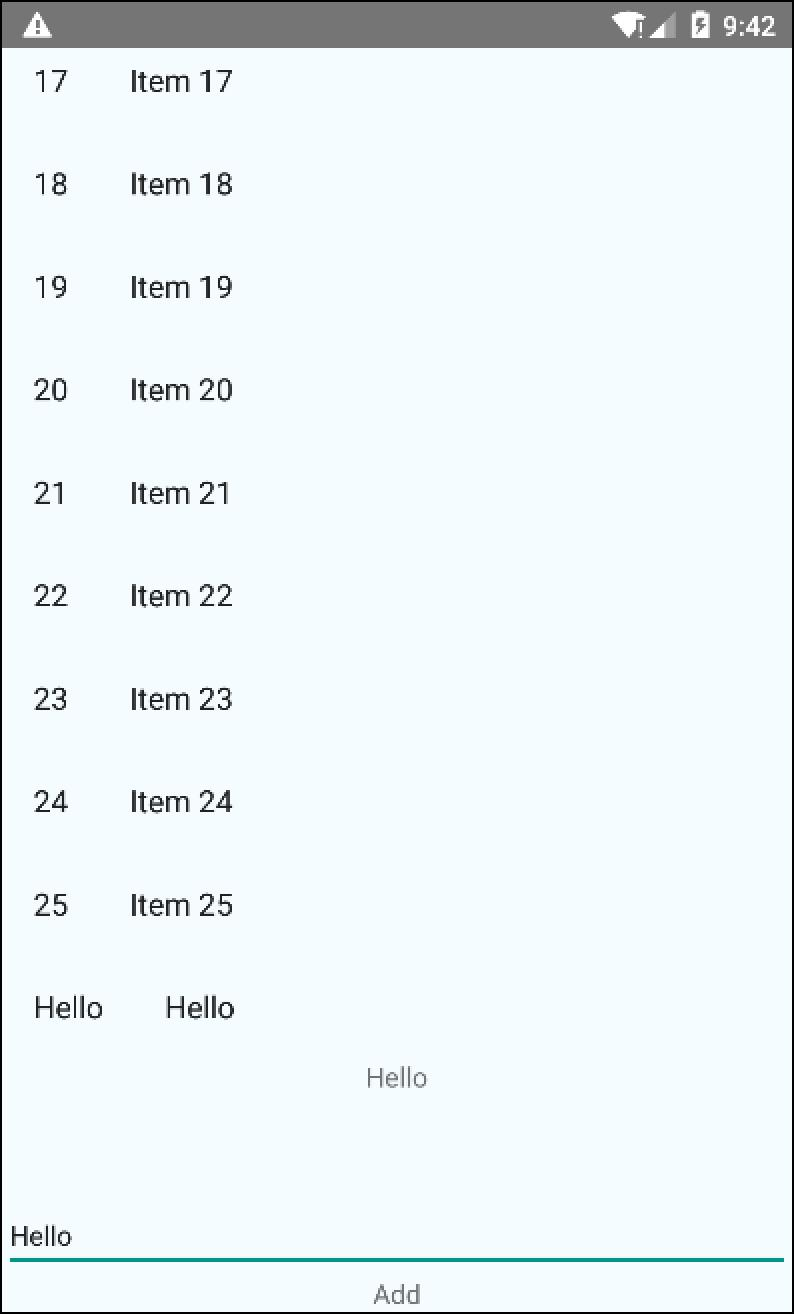 9:42
17 Item 17
18 Item 18
19 Item 19
20 Item 20
21 Item 21
22 Item 22
23 Item 23
24 Item 24
25 Item 25
Hello Hello
Hello
Hello
Add